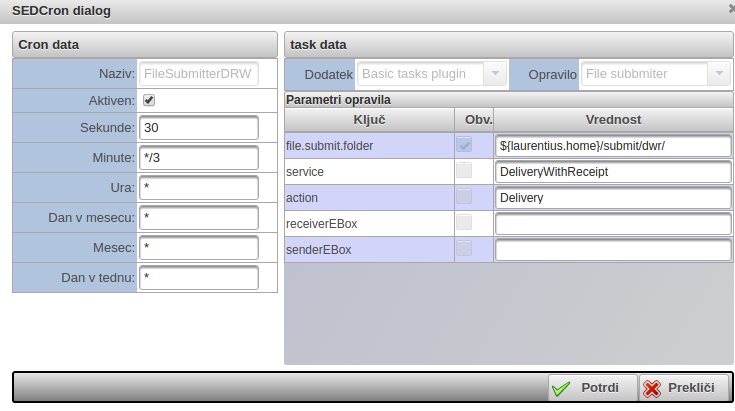 SEDCron dialog
Cron data
Naziv: FileSubmitterDRW
Aktiven:
Sekunde: 30
Minute: */3
Ura: *
Dan v mesecu: *
Mesec: *
Dan v tednu: *
task data
Dodatek Basic tasks plugin Opravilo File subbmiter
Parametri opravila
Ključ Obv. Vrednost
file.submit.folder ${laurentius.home}/submit/dwr/
service DeliveryWithReceipt
action Delivery
receiverEBox
senderEBox
Potrdi Prekliči